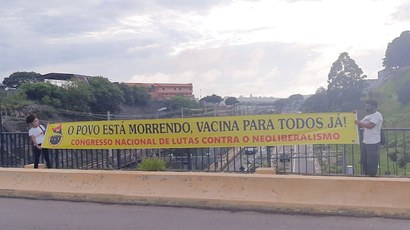 O POVO ESTÁ MORRENDO, VACINA PARA TODOS JÁ!
CONGRESSO NACIONAL DE LUTAS CONTRA O NEOLIBERALISMO